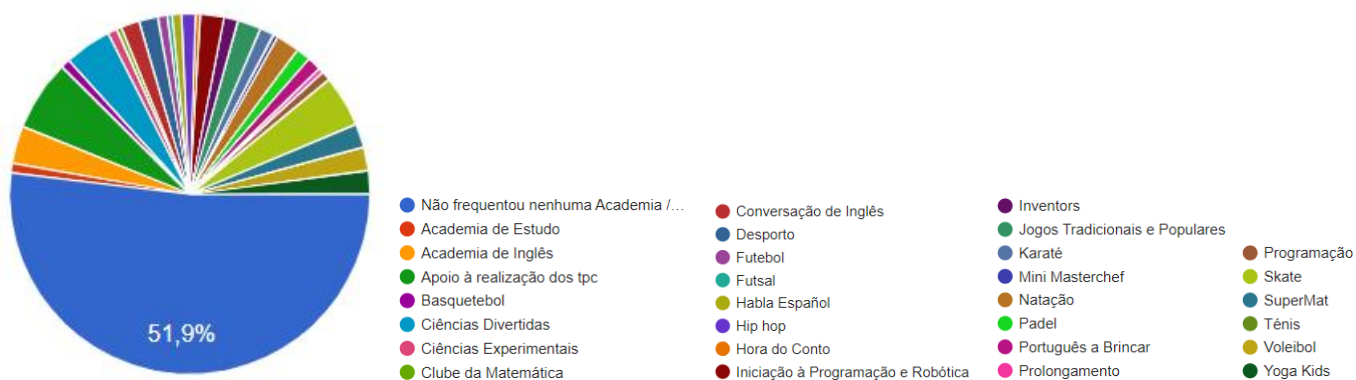 51,9%
Não frequentou nenhuma Academia /...
Academia de Estudo
Academia de Inglês
Apoio à realização dos tpc
Basquetebol
Ciências Divertidas
Ciências Experimentais
Clube da Matemática
Conversação de Inglês
Desporto
Futebol
Futsal
Habla Español
Hip hop
Hora do Conto
Iniciação à Programação e Robótica
Inventors
Jogos Tradicionais e Populares
Karaté
Mini Masterchef
Natação
Padel
Português a Brincar
Prolongamento
Programação
Skate
SuperMat
Ténis
Voleibol
Yoga Kids